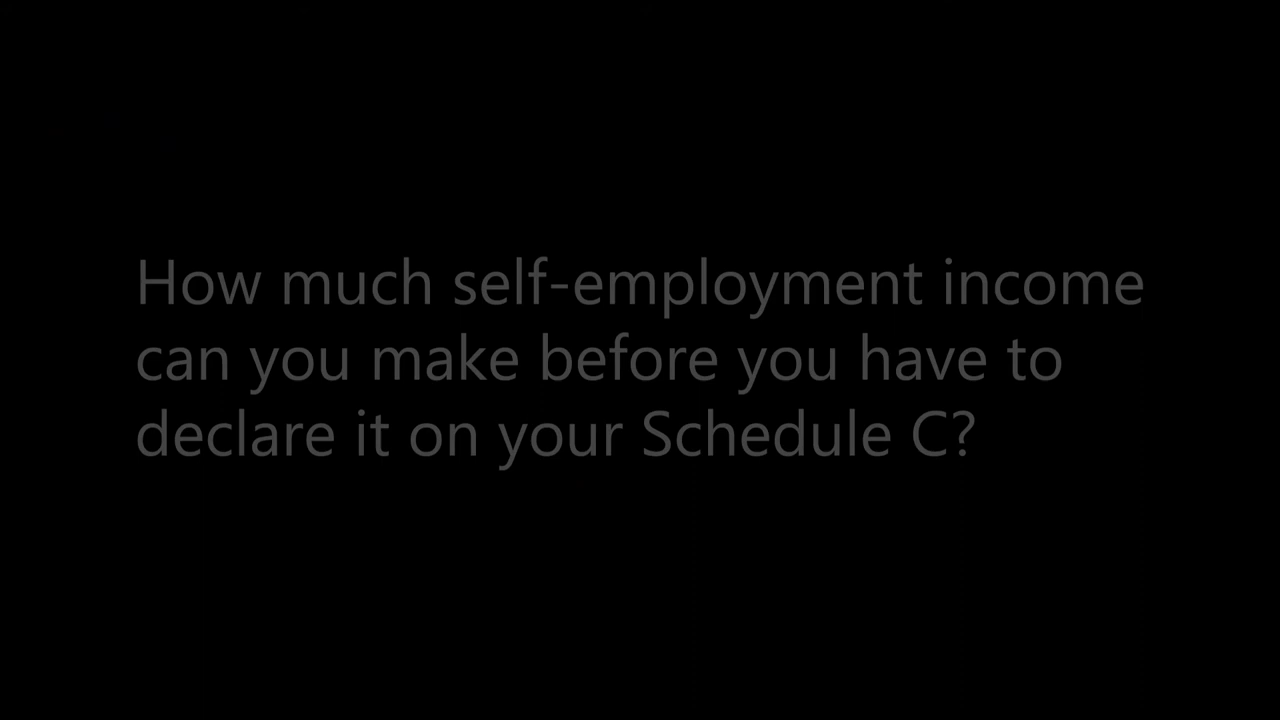 How much self-employment income
can you make before you have to
declare it on your Schedule C?